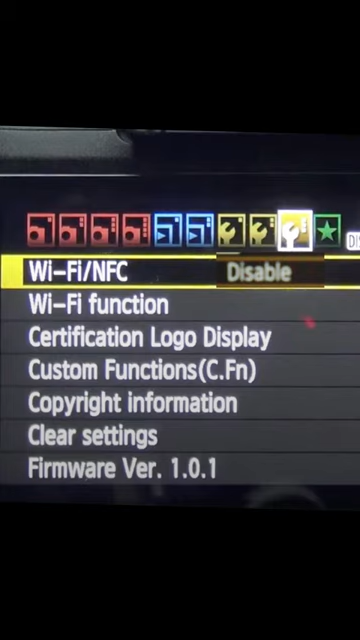 Wi-Fi/NFC Disable
Wi-Fi function
Certification Logo Display
Custom Functions(C.Fn)
Copyright information
Clear settings
Firmware Ver. 1.0.1